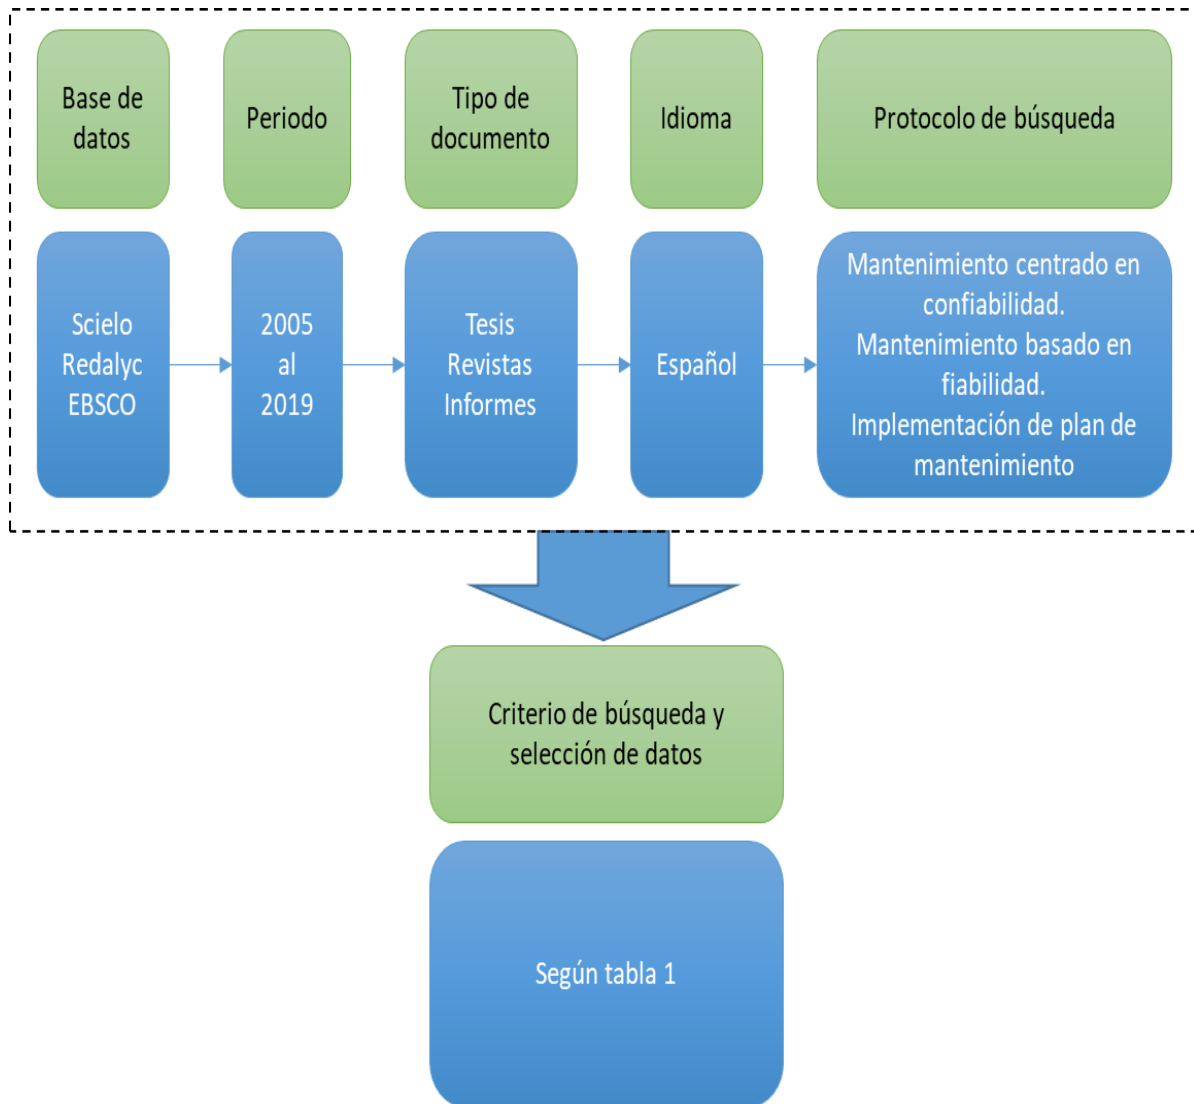 Base de
datos
Periodo
Tipo de
documento
Idioma
Protocolo de búsqueda
Scielo
Redalyc
EBSCO
2005
al
2019
Tesis
Revistas
Informes
Español
Mantenimiento centrado en
confiabilidad.
Mantenimiento basado en
fiabilidad.
Implementación de plan de
mantenimiento
Criterio de búsqueda y
selección de datos
Según tabla 1